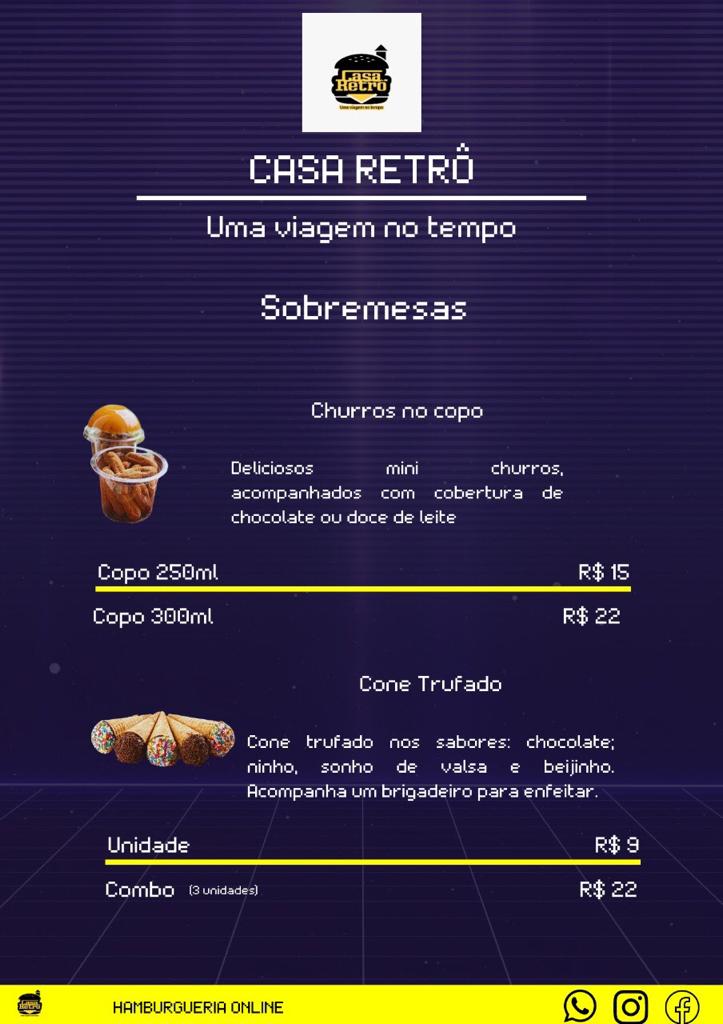 Casa
Retrô
Uma viagem no tempo
CASA RETRÔ
Uma viagem no tempo
Sobremesas
Churros no copo
Deliciosos mini churros,
acompanhados com cobertura de
chocolate ou doce de leite
Copo 250ml R$ 15
Copo 300ml R$ 22
Cone Trufado
Cone trufado nos sabores: chocolate;
ninho, sonho de valsa e beijinho.
Acompanha um brigadeiro para enfeitar.
Unidade R$ 9
Combo (3 unidades) R$ 22
Casa
Retrô
HAMBURGUERIA ONLINE